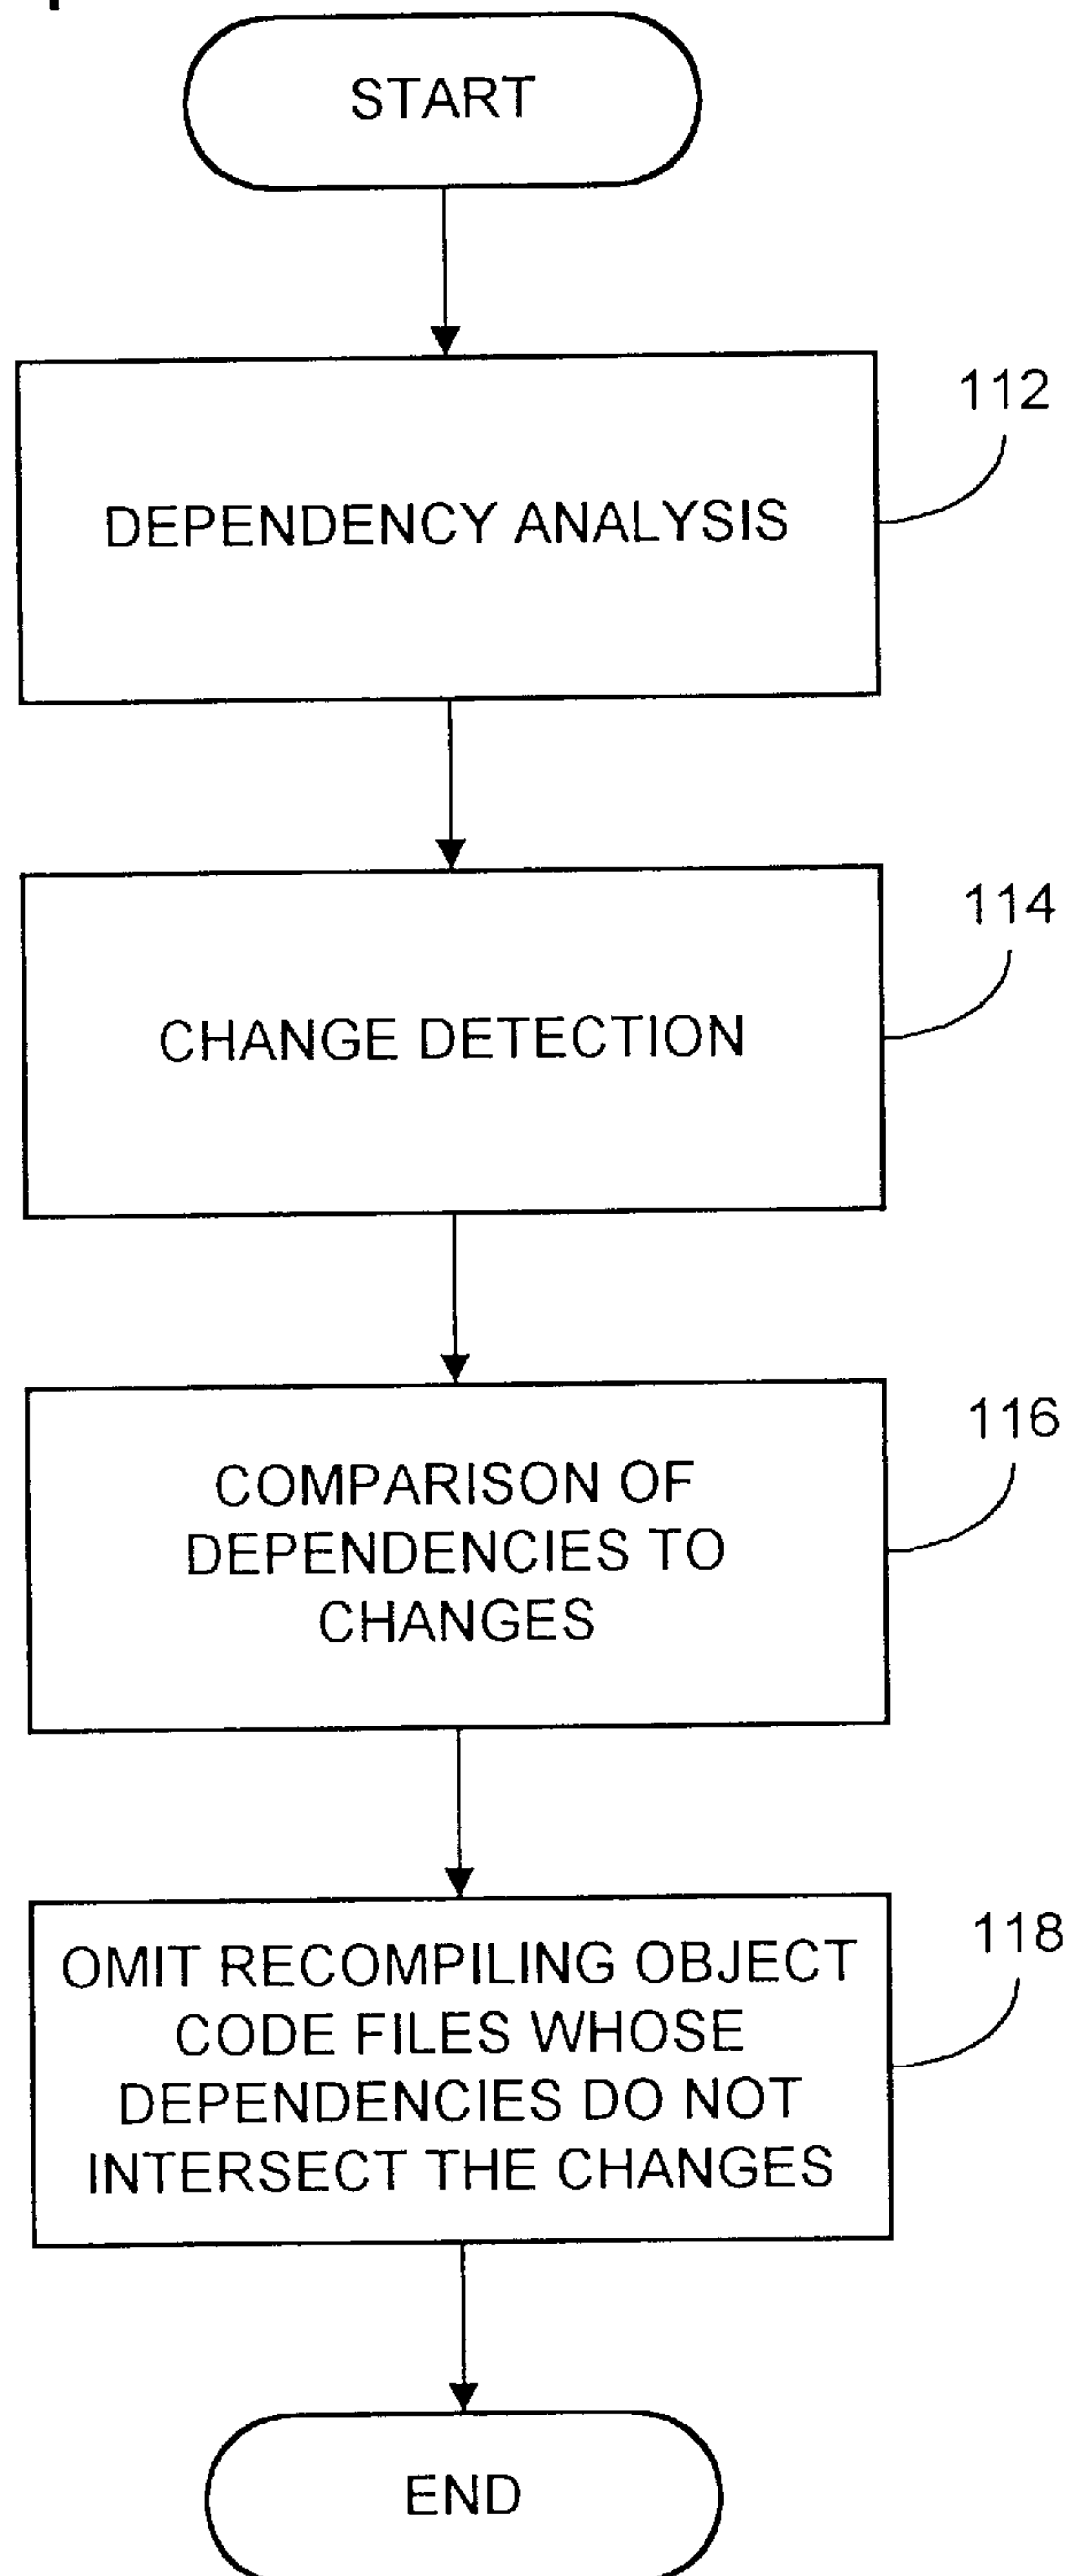 START
112
DEPENDENCY ANALYSIS
114
CHANGE DETECTION
116
COMPARISON OF
DEPENDENCIES TO
CHANGES
118
OMIT RECOMPILING OBJECT
CODE FILES WHOSE
DEPENDENCIES DO NOT
INTERSECT THE CHANGES
END